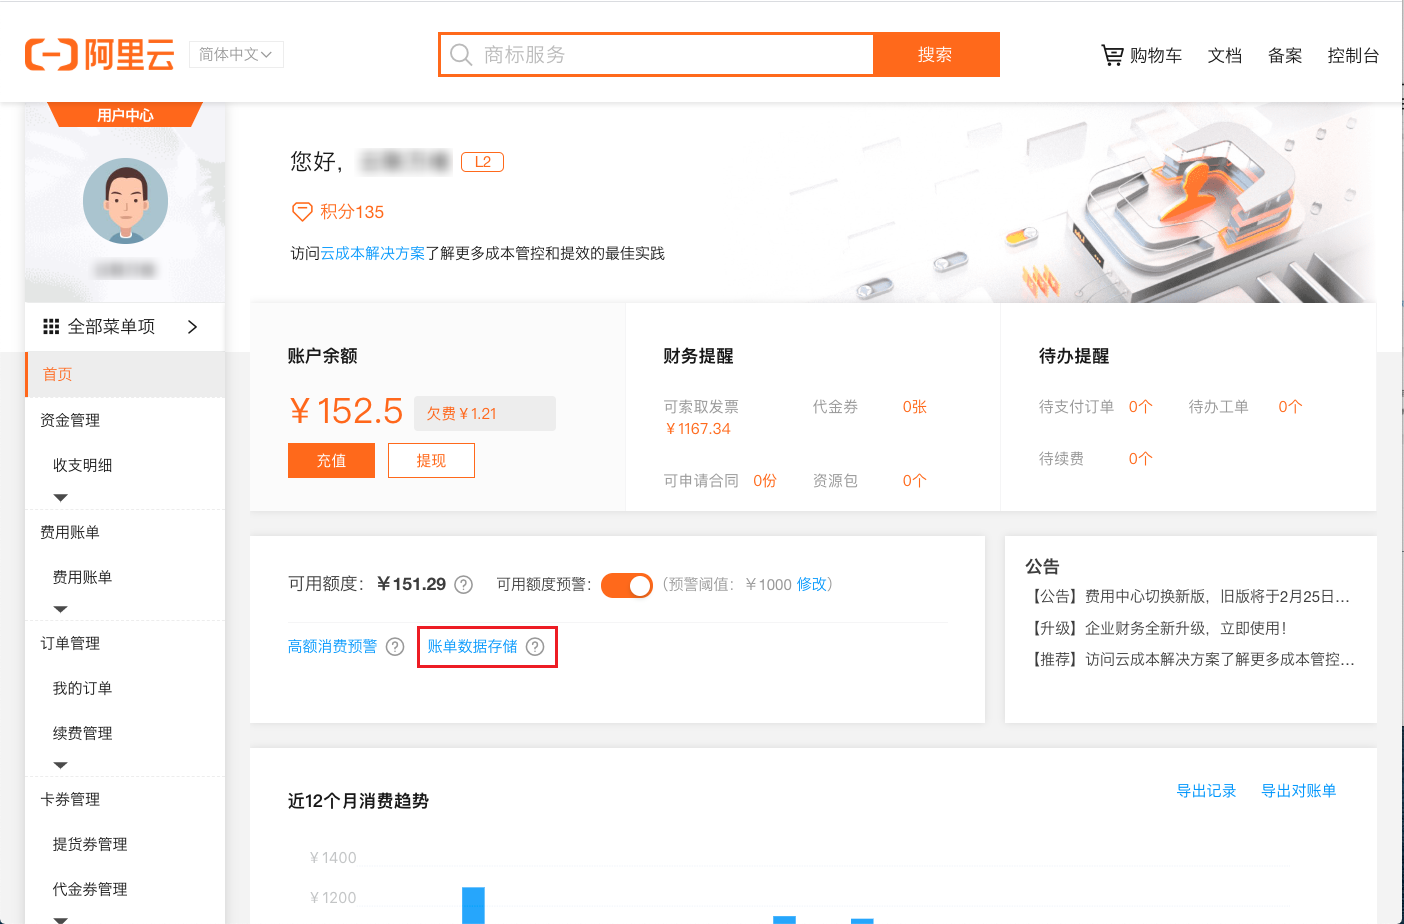 阿里云 简体中文 商标服务 搜索 购物车 文档 备案 控制台
用户中心
您好， L2
积分135
访问云成本解决方案了解更多成本管控和提效的最佳实践
全部菜单项
首页
资金管理
收支明细
费用账单
费用账单
订单管理
我的订单
续费管理
卡券管理
提货券管理
代金券管理
账户余额
¥152.5 欠费¥1.21
充值 提现
财务提醒
可索取发票 代金券 0张
¥1167.34
可申请合同 0份 资源包 0个
待办提醒
待支付订单 0个 待办工单 0个
待续费 0个
可用额度：¥151.29 ? 可用额度预警： （预警阈值：¥1000 修改）
高额消费预警 ? 账单数据存储 ?
公告
【公告】费用中心切换新版，旧版将于2月25日...
【升级】企业财务全新升级，立即使用！
【推荐】访问云成本解决方案了解更多成本管控...
近12个月消费趋势 导出记录 导出对账单
¥1400
¥1200